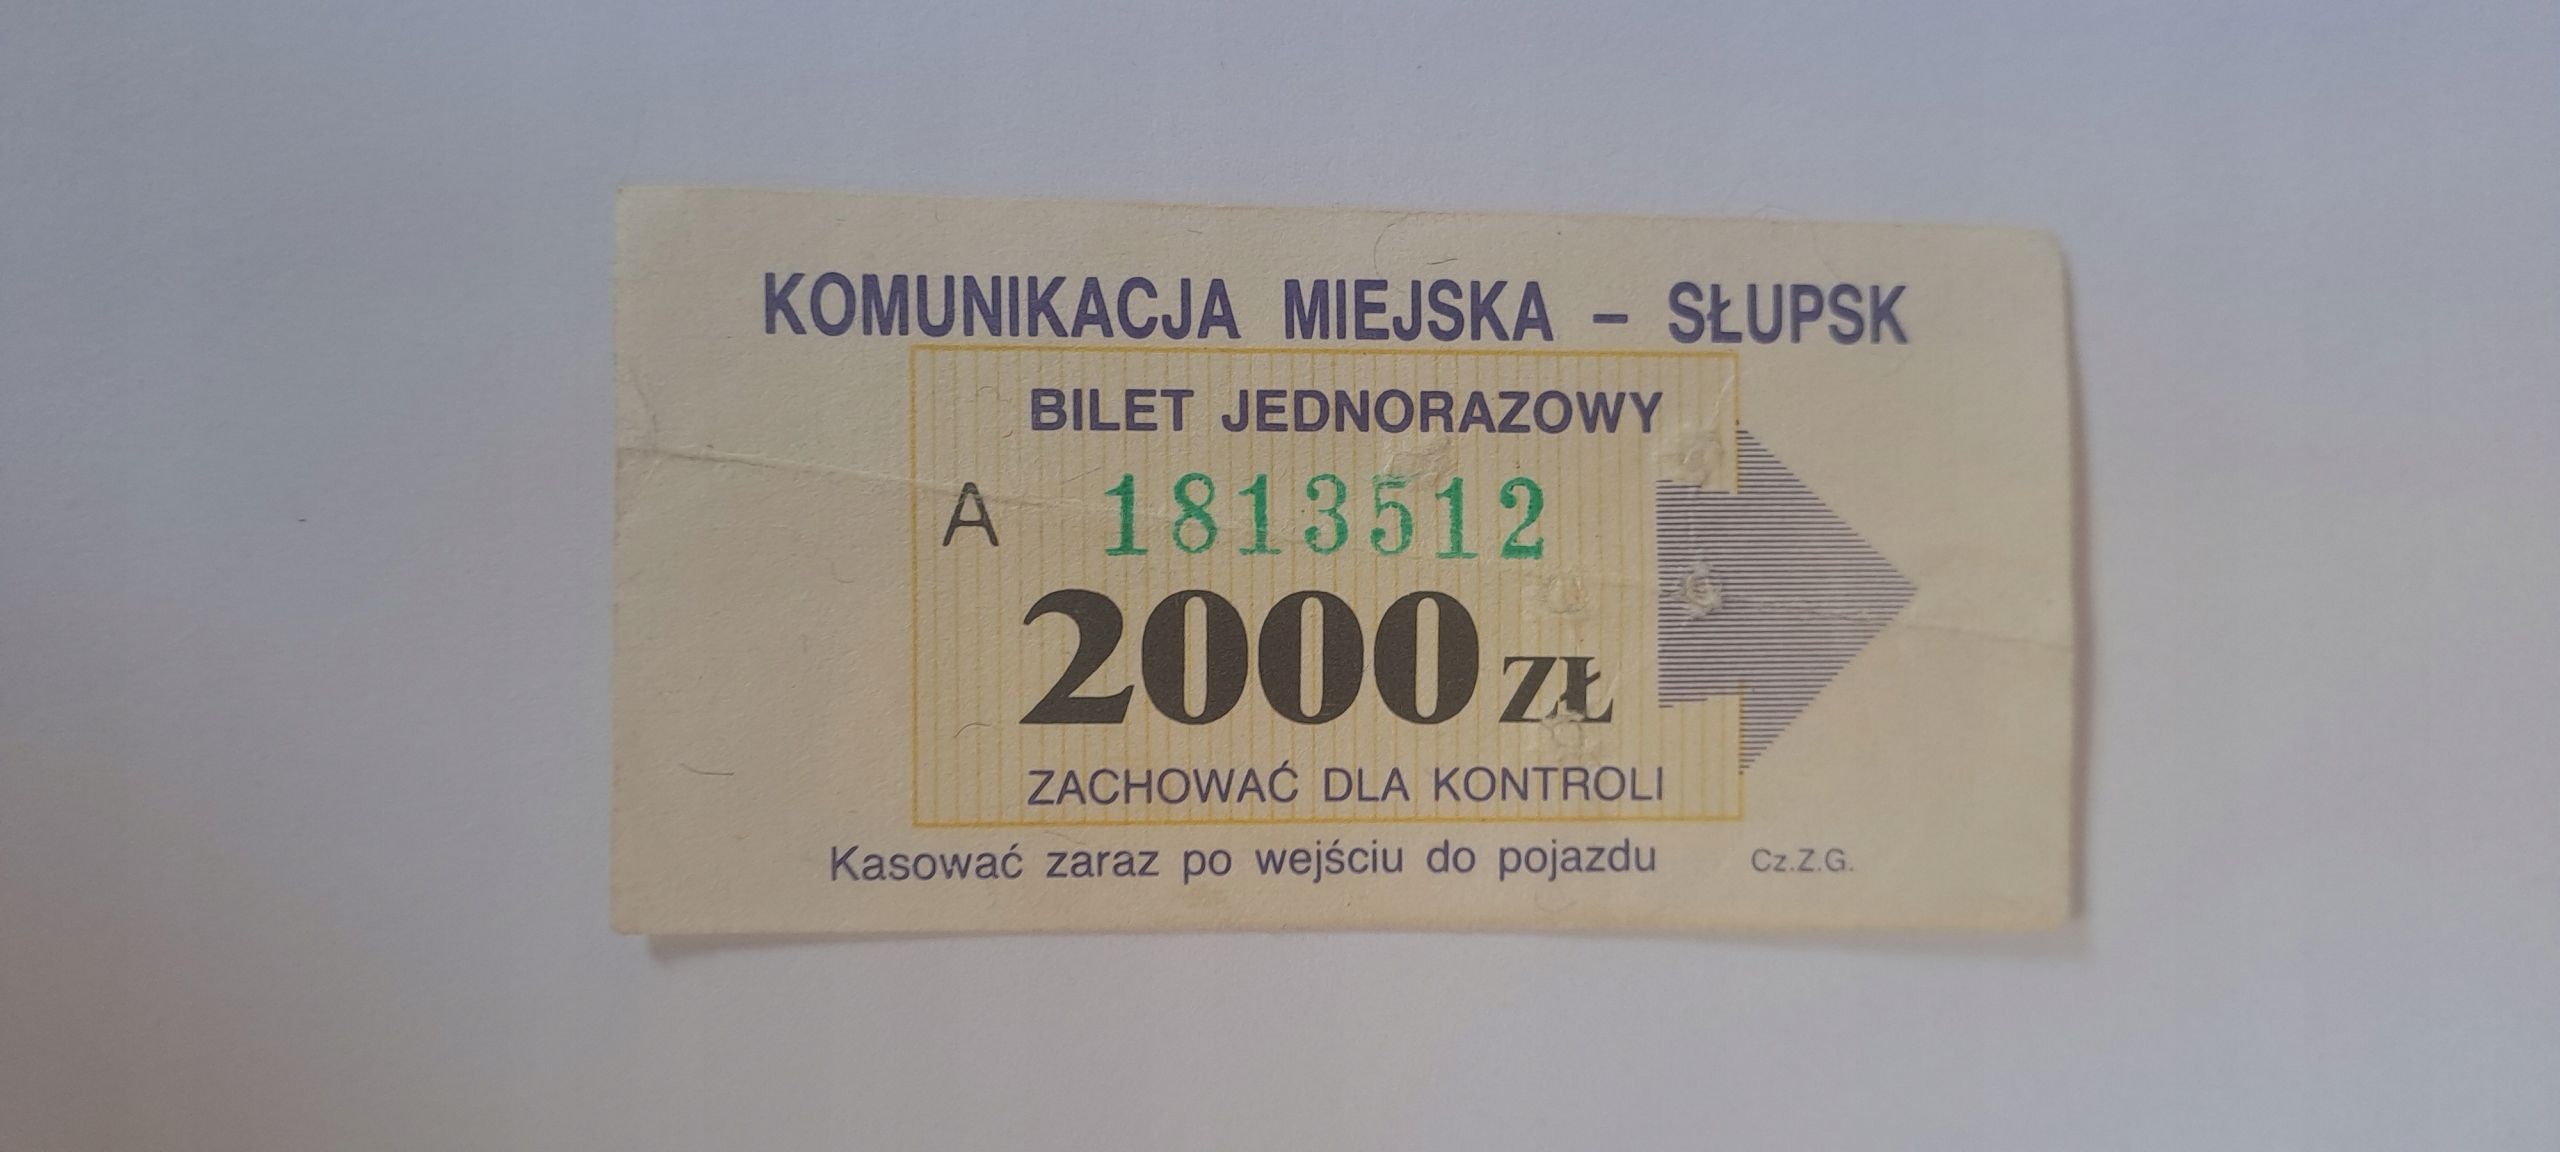 KOMUNIKACJA MIEJSKA – SŁUPSK
BILET JEDNORAZOWY
A 1813512
2000 ZŁ
ZACHOWAĆ DLA KONTROLI
Kasować zaraz po wejściu do pojazdu Cz.Z.G.